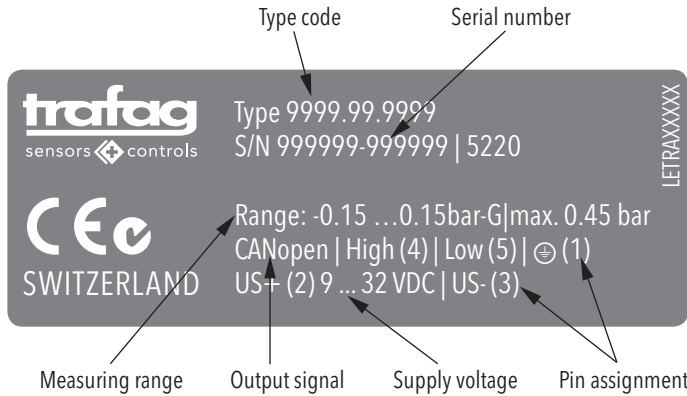 Type code
Serial number
trafag
sensors controls
Type 9999.99.9999
S/N 999999-999999 | 5220
LETRAXXXXX
CE
SWITZERLAND
Range: -0.15 ...0.15bar-G|max. 0.45 bar
CANopen | High (4) | Low (5) | ⏚ (1)
US+ (2) 9 ... 32 VDC | US- (3)
Measuring range
Output signal
Supply voltage
Pin assignment